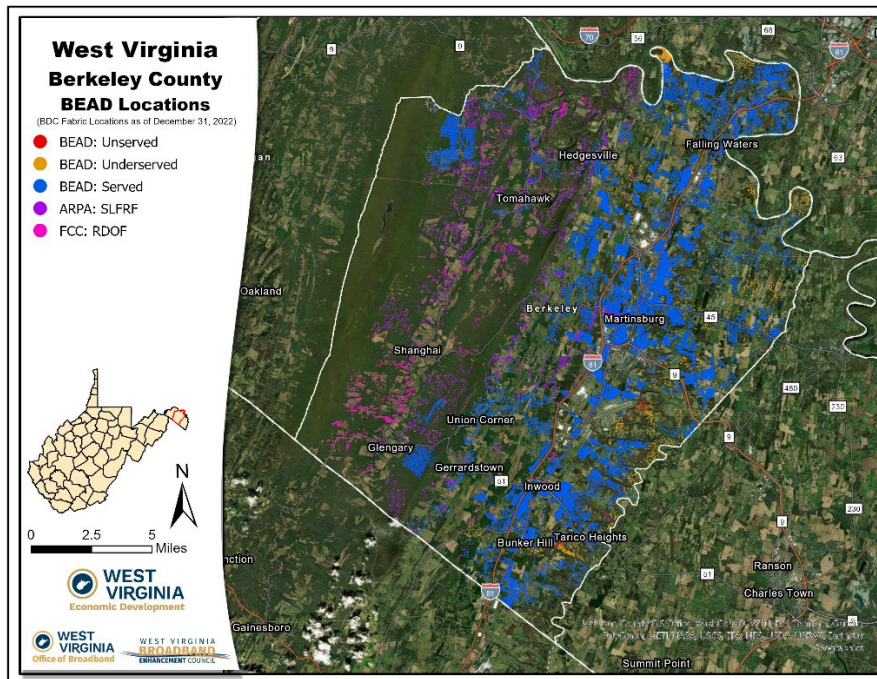 West Virginia
Berkeley County
BEAD Locations
(BDC Fabric Locations as of December 31, 2022)
BEAD: Unserved
BEAD: Underserved
BEAD: Served
ARPA: SLFRF
FCC: RDOF
N
0 2.5 5
Miles
WEST
VIRGINIA
Economic Development
WEST
VIRGINIA
Office of Broadband
WEST VIRGINIA
BROADBAND
ENHANCEMENT COUNCIL
9
9
70
56
68
81
Hedgesville
Falling Waters
63
Tomahawk
Oakland
Berkeley
Martinsburg
45
Shanghai
81
9
480
230
Union Corner
9
Glengary
Gerrardstown
51
Inwood
230
9
Bunker Hill
Tarico Heights
51
Ranson
Charles Town
81
Gainesboro
Summit Point